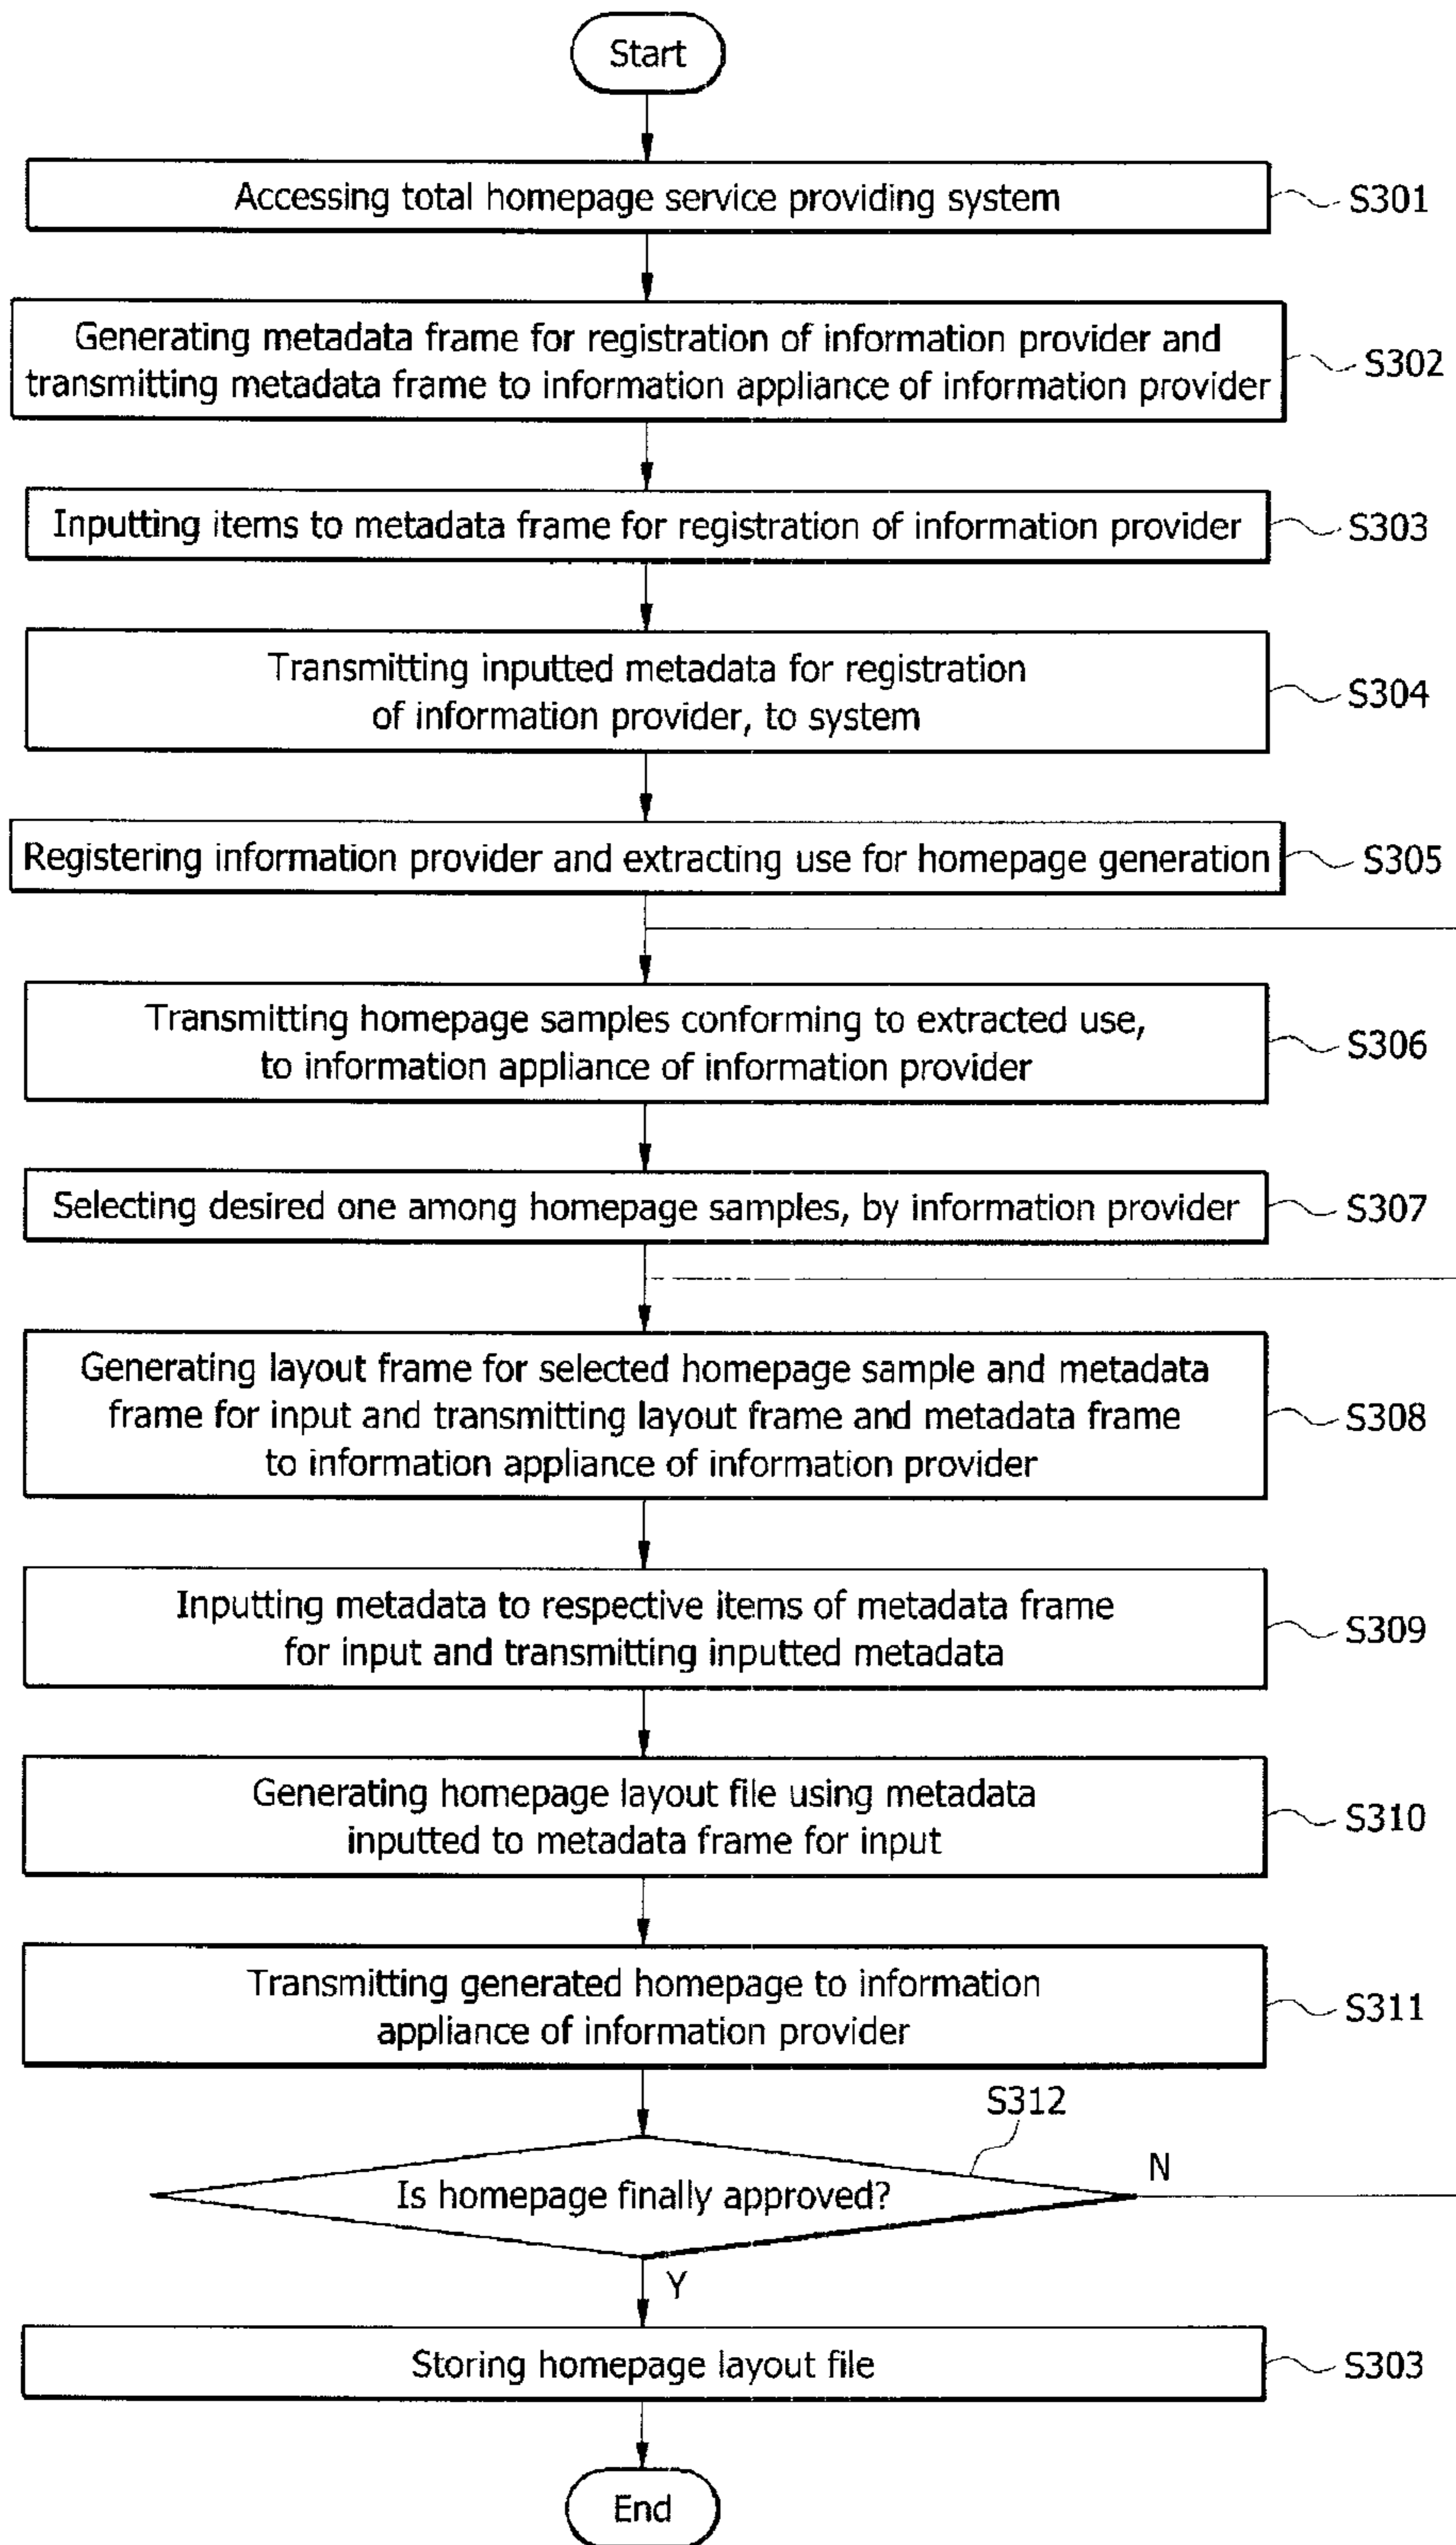 Start
Accessing total homepage service providing system
S301
Generating metadata frame for registration of information provider and
transmitting metadata frame to information appliance of information provider
S302
Inputting items to metadata frame for registration of information provider
S303
Transmitting inputted metadata for registration
of information provider, to system
S304
Registering information provider and extracting use for homepage generation
S305
Transmitting homepage samples conforming to extracted use,
to information appliance of information provider
S306
Selecting desired one among homepage samples, by information provider
S307
Generating layout frame for selected homepage sample and metadata
frame for input and transmitting layout frame and metadata frame
to information appliance of information provider
S308
Inputting metadata to respective items of metadata frame
for input and transmitting inputted metadata
S309
Generating homepage layout file using metadata
inputted to metadata frame for input
S310
Transmitting generated homepage to information
appliance of information provider
S311
S312
Is homepage finally approved?
N
Y
Storing homepage layout file
S303
End